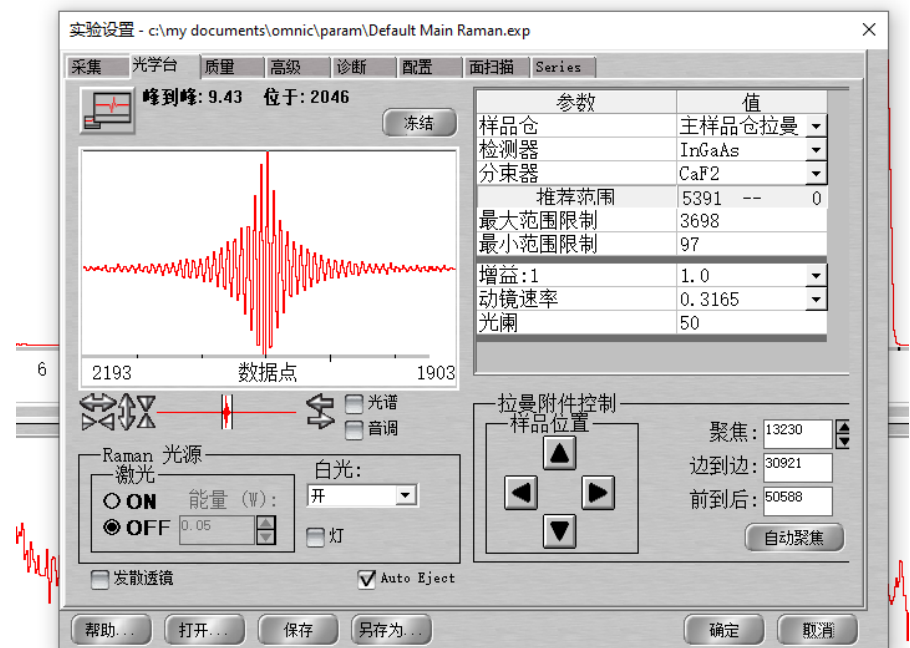 实验设置 - c:\my documents\omnic\param\Default Main Raman.exp
采集 光学台 质量 高级 诊断 配置 面扫描 Series
峰到峰: 9.43 位于: 2046
冻结
2193 数据点 1903
光谱
音调
Raman 光源
激光
ON
OFF
能量 (W):
0.05
白光:
开
灯
发散透镜
Auto Eject
参数 值
样品仓 主样品仓拉曼
检测器 InGaAs
分束器 CaF2
推荐范围 5391 -- 0
最大范围限制 3698
最小范围限制 97
增益:1 1.0
动镜速率 0.3165
光阑 50
拉曼附件控制
样品位置
聚焦: 13230
边到边: 30921
前到后: 50588
自动聚焦
帮助... 打开... 保存 另存为... 确定 取消
6